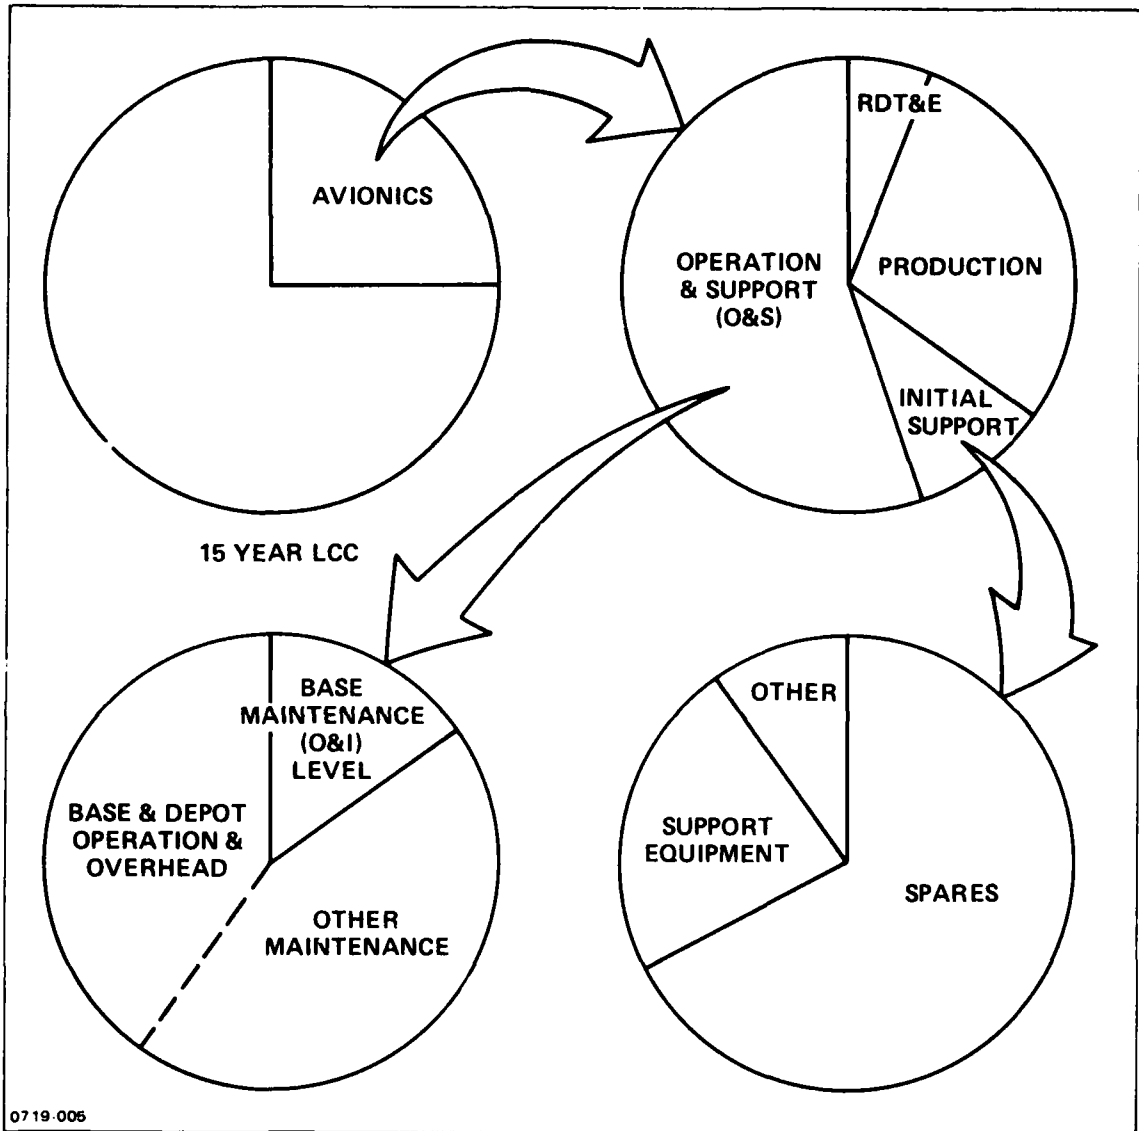 AVIONICS
15 YEAR LCC
RDT&E
PRODUCTION
OPERATION
& SUPPORT
(O&S)
INITIAL
SUPPORT
BASE
MAINTENANCE
(O&I)
LEVEL
BASE & DEPOT
OPERATION &
OVERHEAD
OTHER
MAINTENANCE
OTHER
SUPPORT
EQUIPMENT
SPARES
0719-005